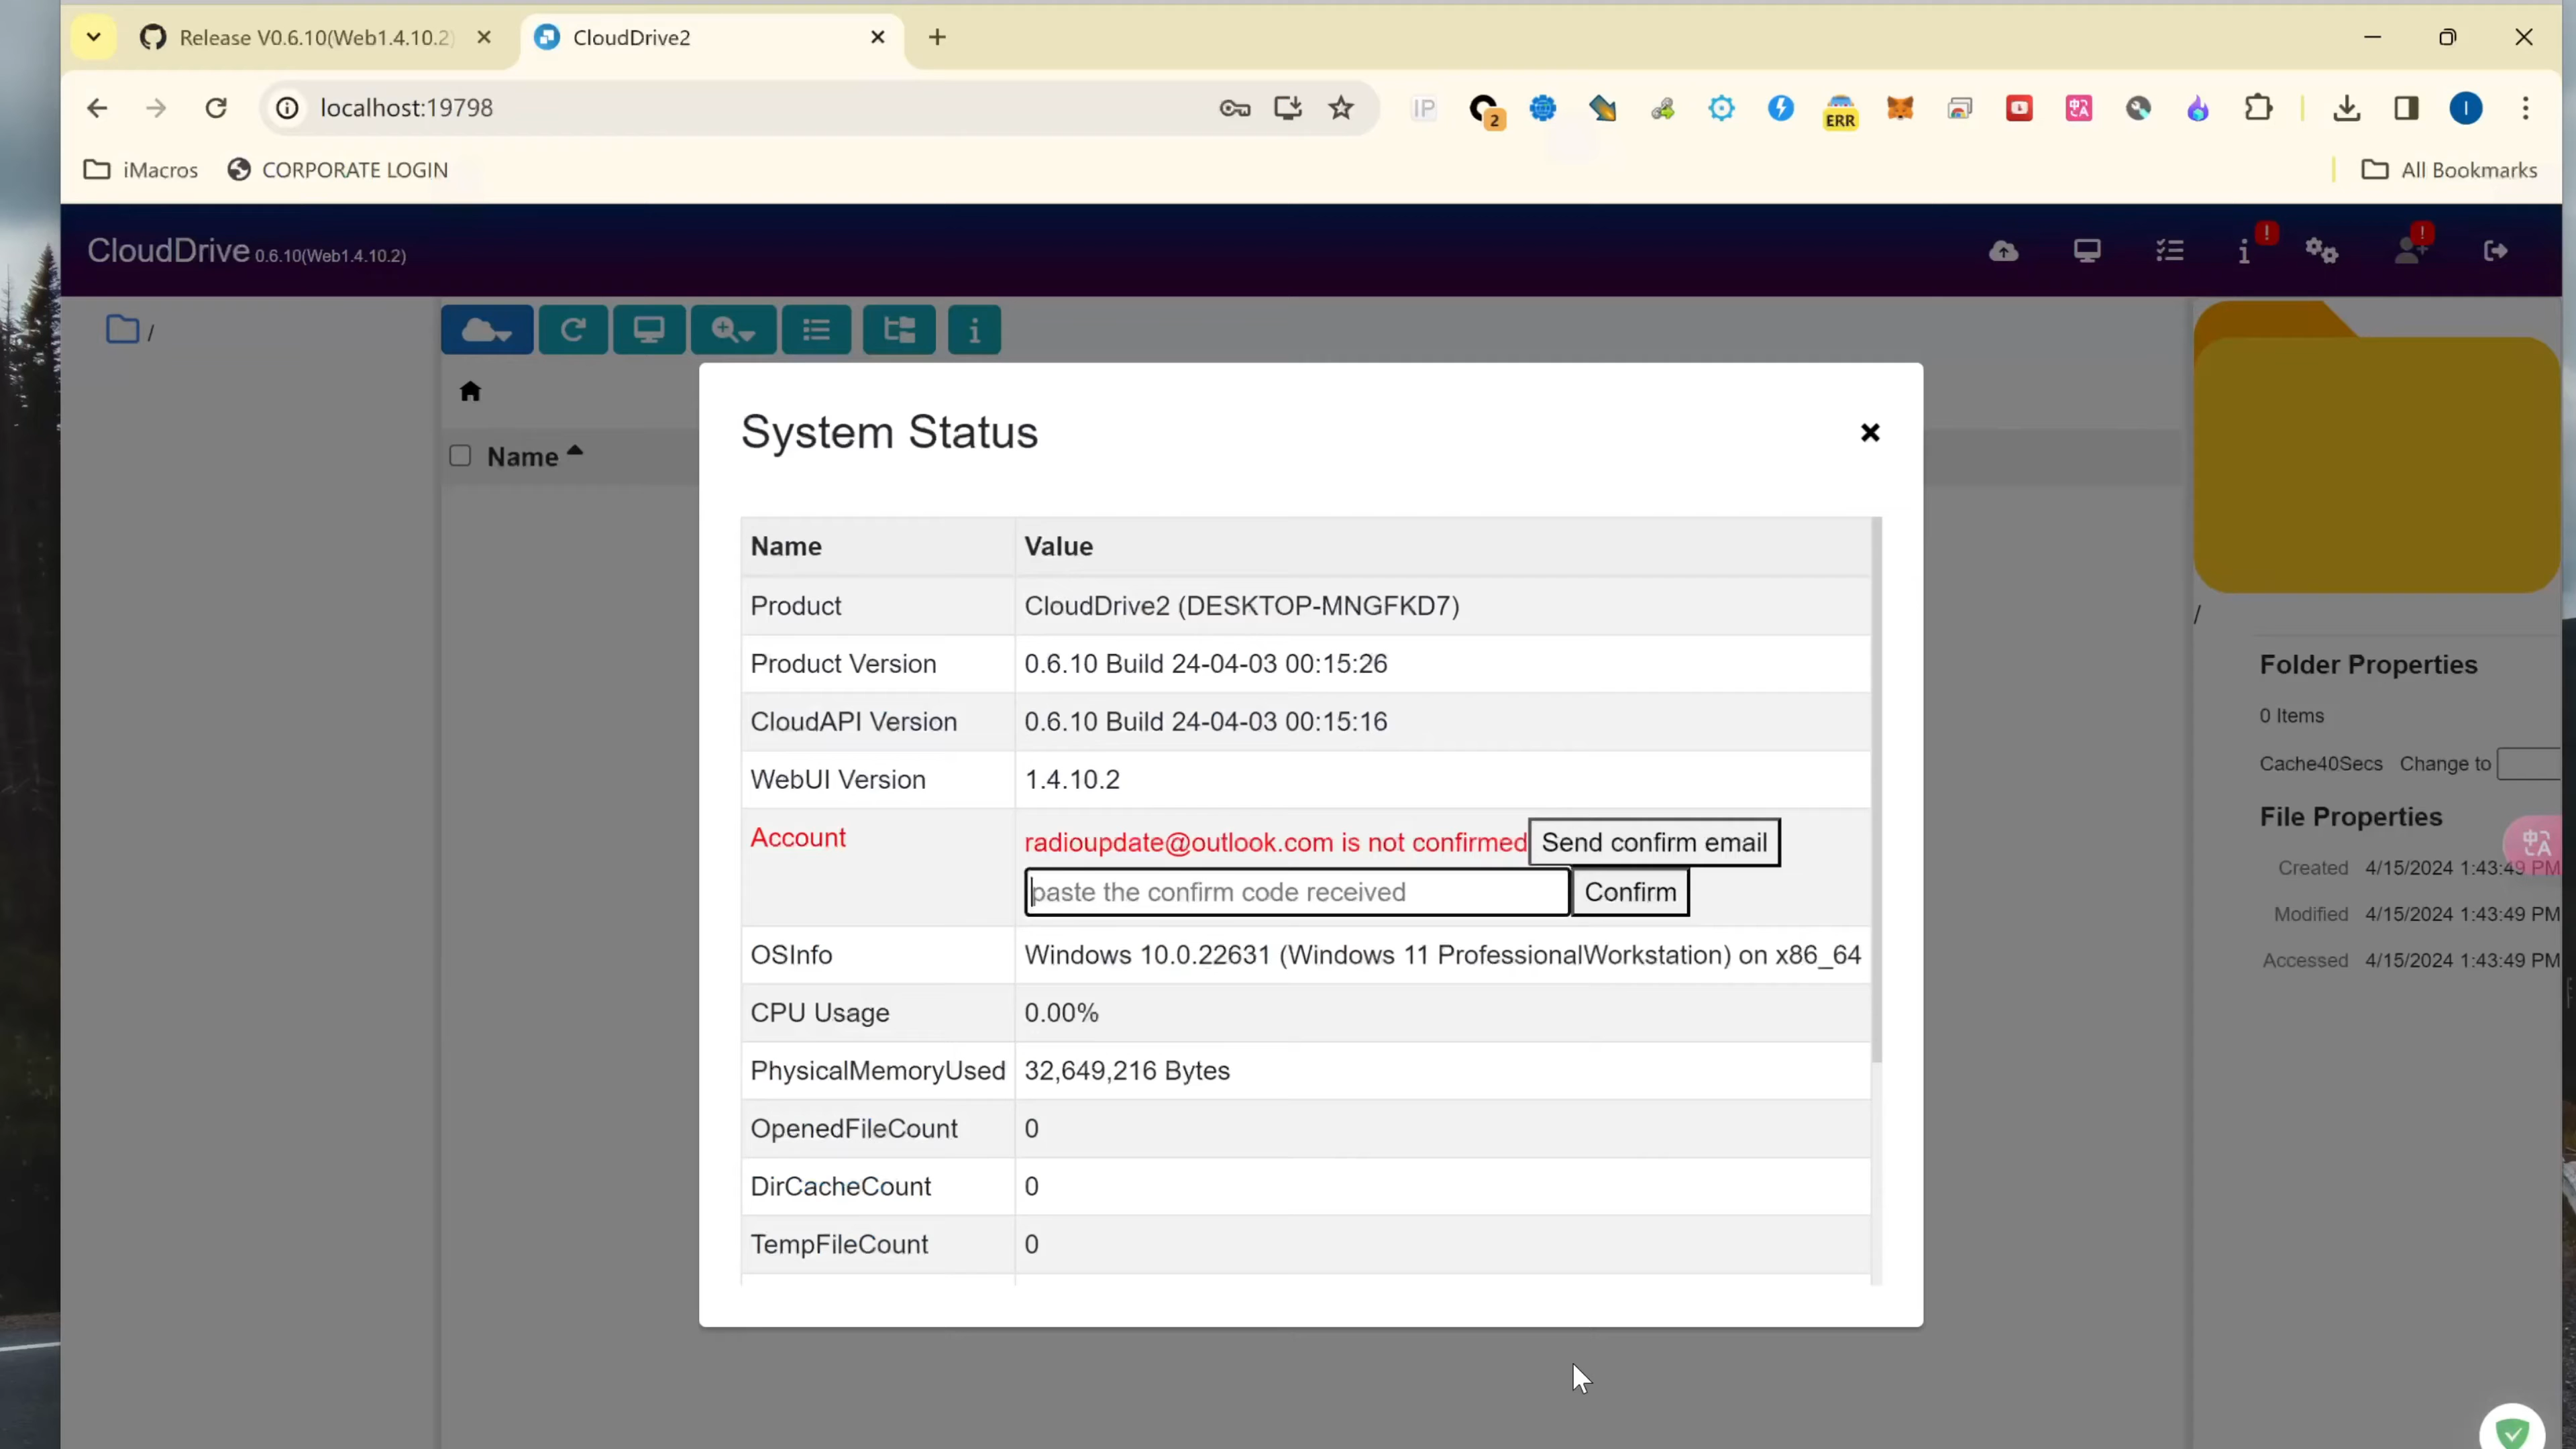 Release V0.6.10(Web1.4.10.2)
CloudDrive2
localhost:19798
IP
2
ERR
中A
I
iMacros
CORPORATE LOGIN
All Bookmarks
CloudDrive 0.6.10(Web1.4.10.2)
!
!
/
Name
System Status
Name Value
Product CloudDrive2 (DESKTOP-MNGFKD7)
Product Version 0.6.10 Build 24-04-03 00:15:26
CloudAPI Version 0.6.10 Build 24-04-03 00:15:16
WebUI Version 1.4.10.2
Account radioupdate@outlook.com is not confirmed Send confirm email
paste the confirm code received Confirm
OSInfo Windows 10.0.22631 (Windows 11 ProfessionalWorkstation) on x86_64
CPU Usage 0.00%
PhysicalMemoryUsed 32,649,216 Bytes
OpenedFileCount 0
DirCacheCount 0
TempFileCount 0
/
Folder Properties
0 Items
Cache40Secs Change to
File Properties
中A
Created 4/15/2024 1:43:49 PM
Modified 4/15/2024 1:43:49 PM
Accessed 4/15/2024 1:43:49 PM